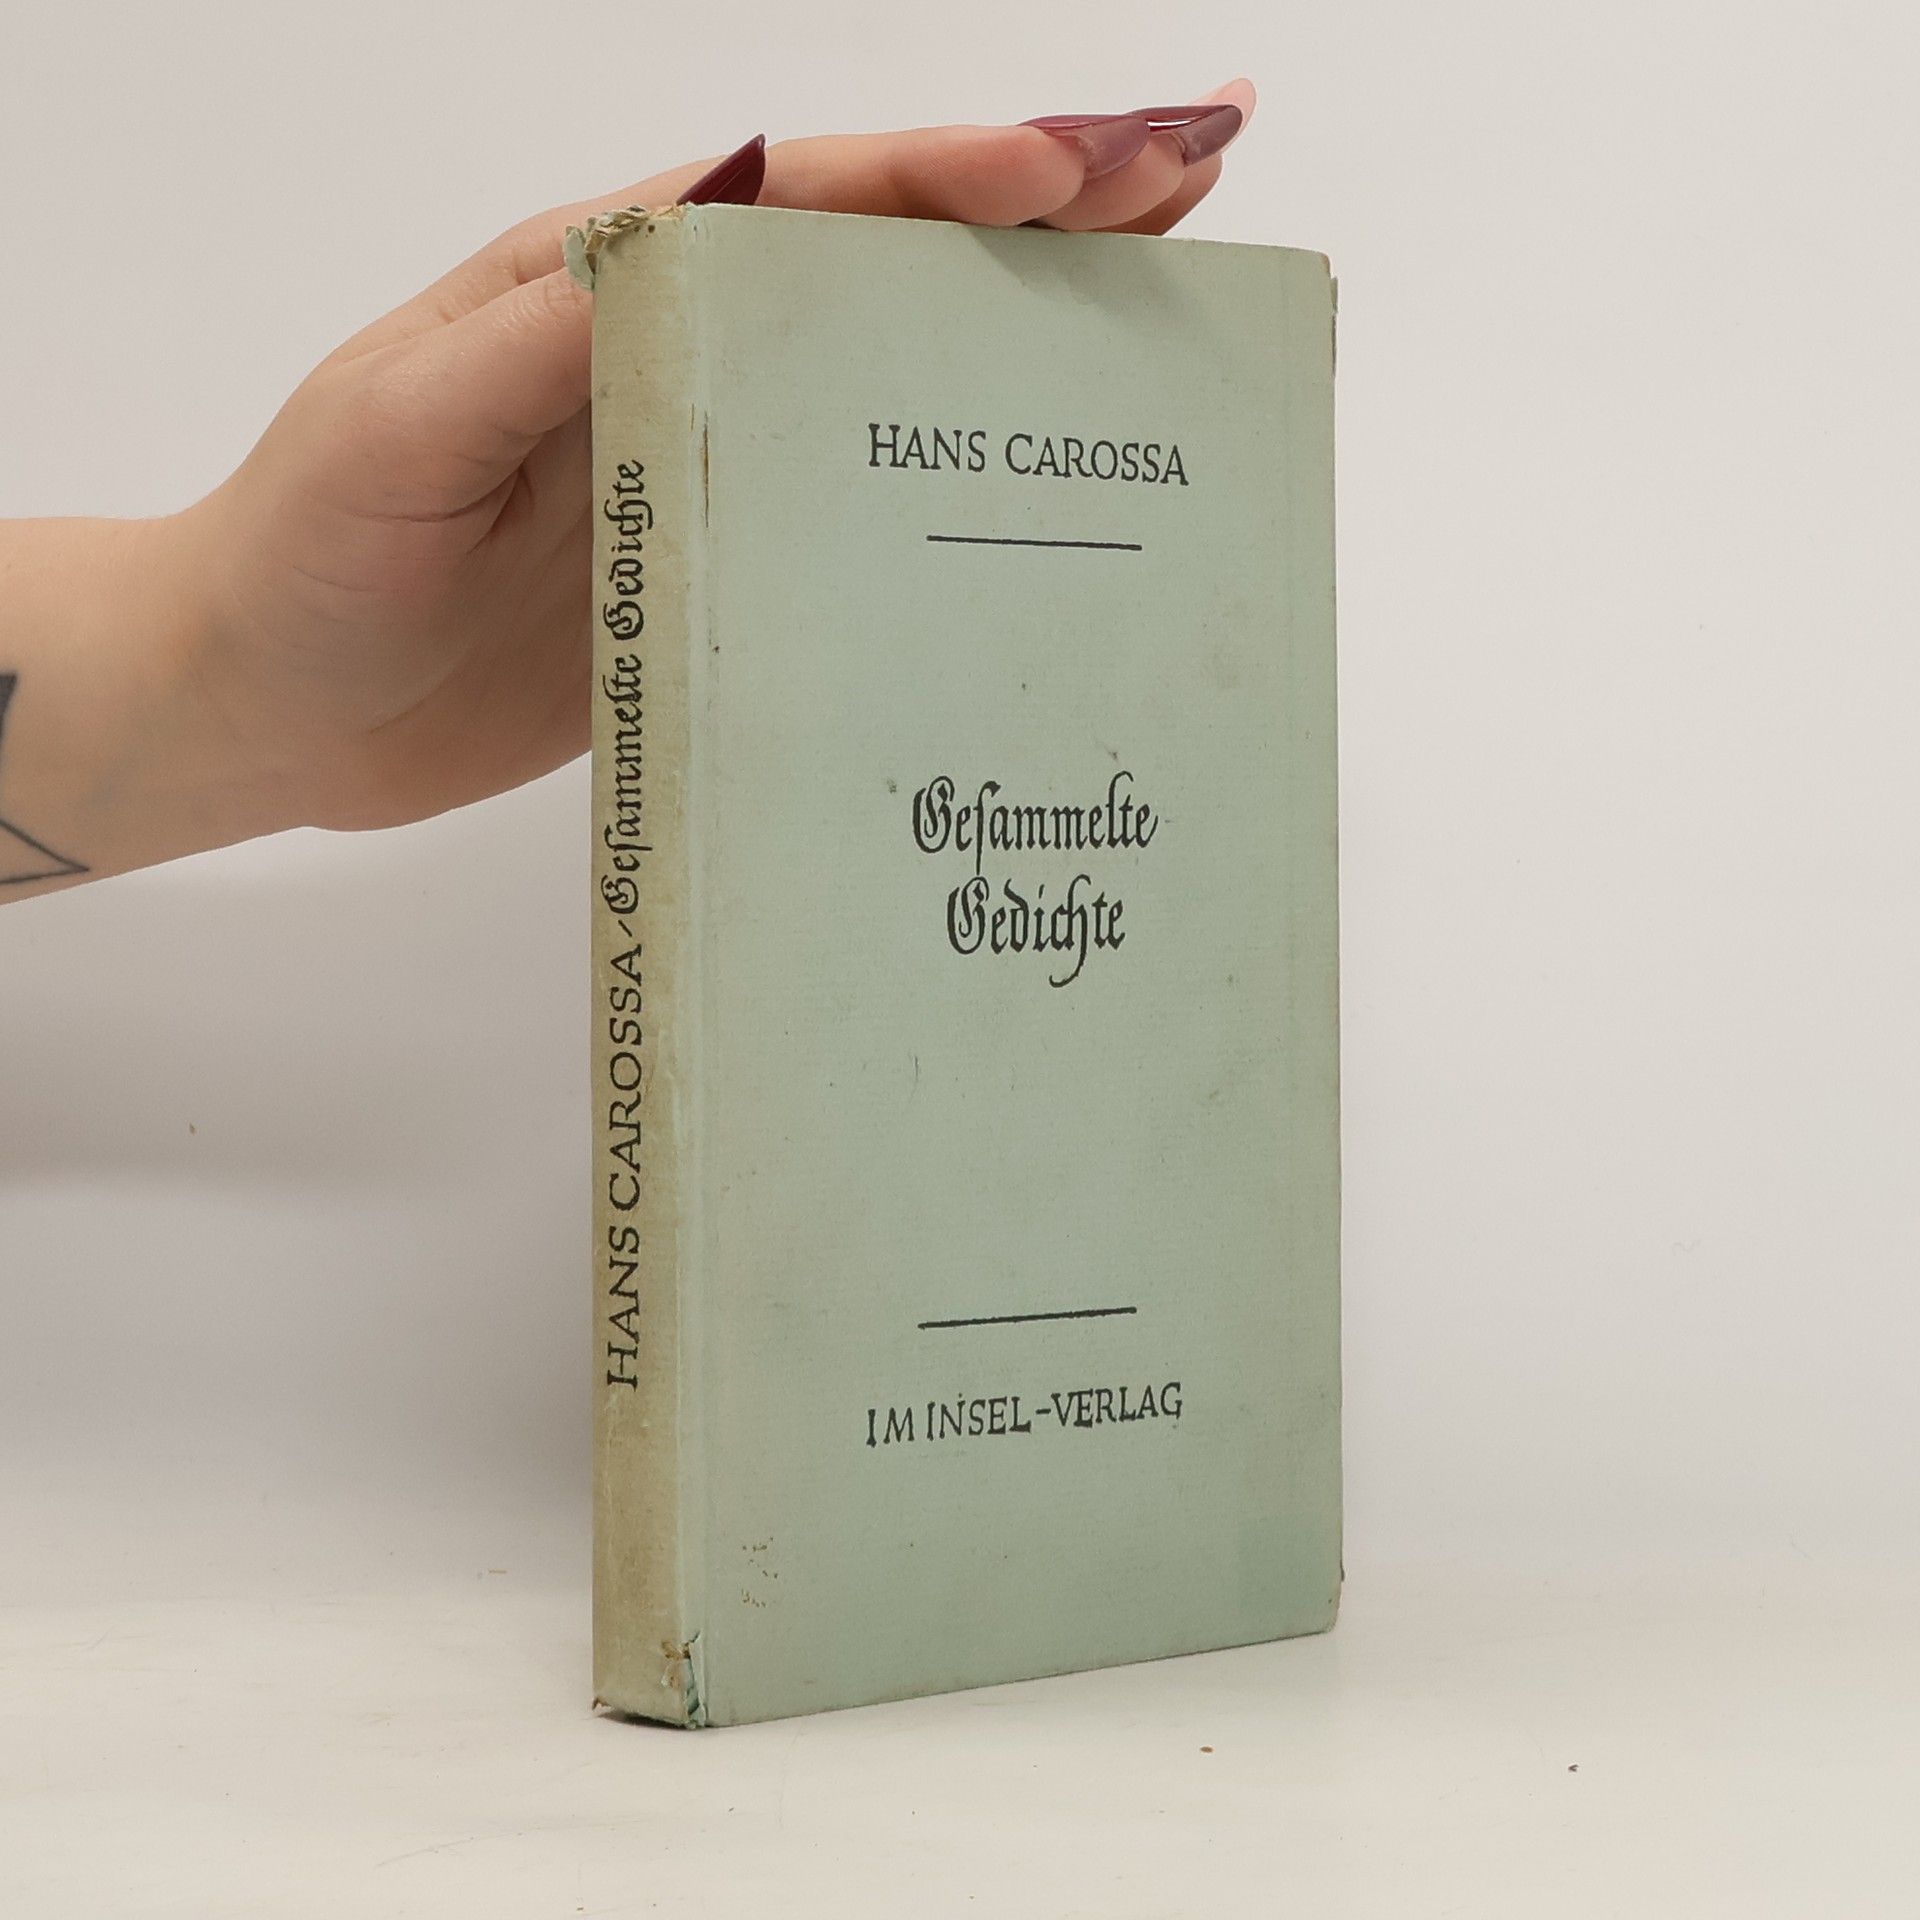 HANS CAROSSA
Geſammelte
Gedichte
IM INSEL-VERLAG
HANS CAROSSA / Geſammelte Gedichte